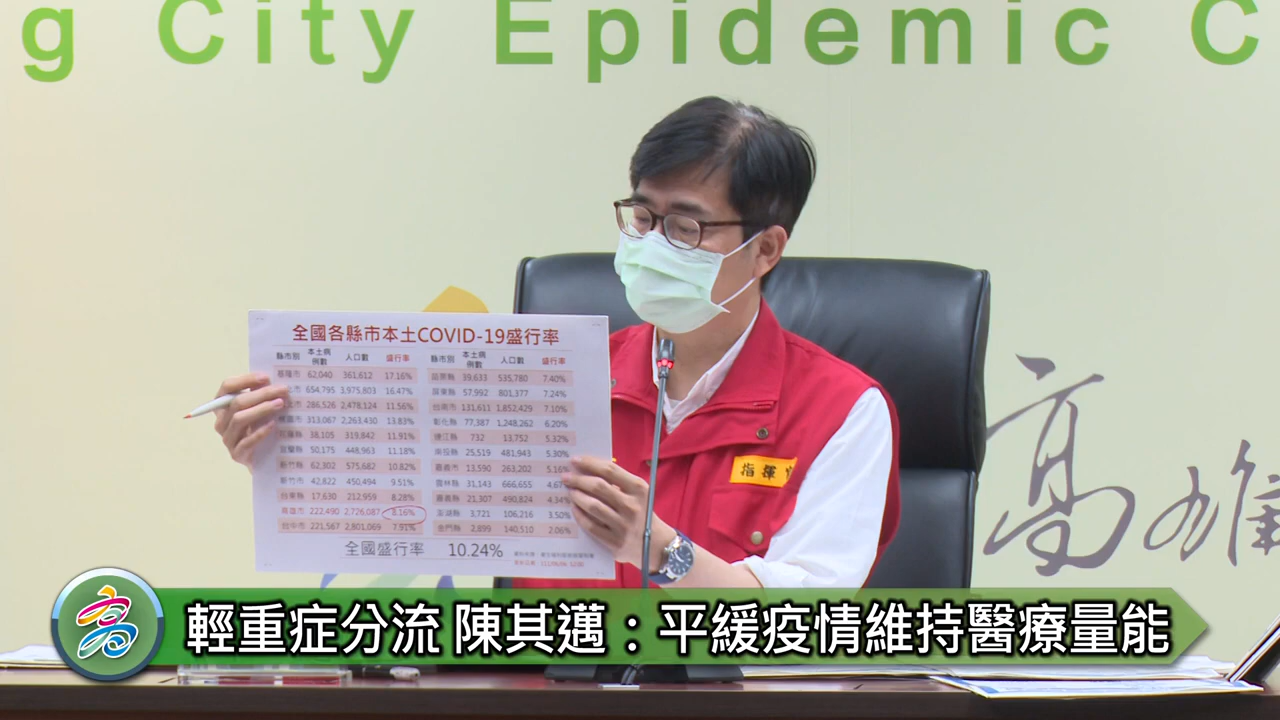 g City Epidemic C
全國各縣市本土COVID-19盛行率
縣市別 本土病例數 人口數 盛行率 縣市別 本土病例數 人口數 盛行率
基隆市 62,040 361,612 17.16% 苗栗縣 39,633 535,780 7.40%
市 654,795 3,975,803 16.47% 屏東縣 57,992 801,377 7.24%
北市 286,526 2,478,124 11.56% 台南市 131,611 1,852,429 7.10%
桃園市 313,067 2,263,430 13.83% 彰化縣 77,387 1,248,262 6.20%
花蓮縣 38,105 319,842 11.91% 連江縣 732 13,752 5.32%
宜蘭縣 50,175 448,963 11.18% 南投縣 25,519 481,943 5.30%
新竹縣 62,302 575,682 10.82% 嘉義市 13,590 263,202 5.16%
新竹市 42,822 450,494 9.51% 雲林縣 31,143 666,655 4.67%
台東縣 17,630 212,959 8.28% 嘉義縣 21,307 490,824 4.34%
高雄市 222,490 2,726,087 8.16% 澎湖縣 3,721 106,216 3.50%
台中市 221,567 2,801,069 7.91% 金門縣 2,899 140,510 2.06%
全國盛行率 10.24%
指揮官
高雄
輕重症分流 陳其邁：平緩疫情維持醫療量能